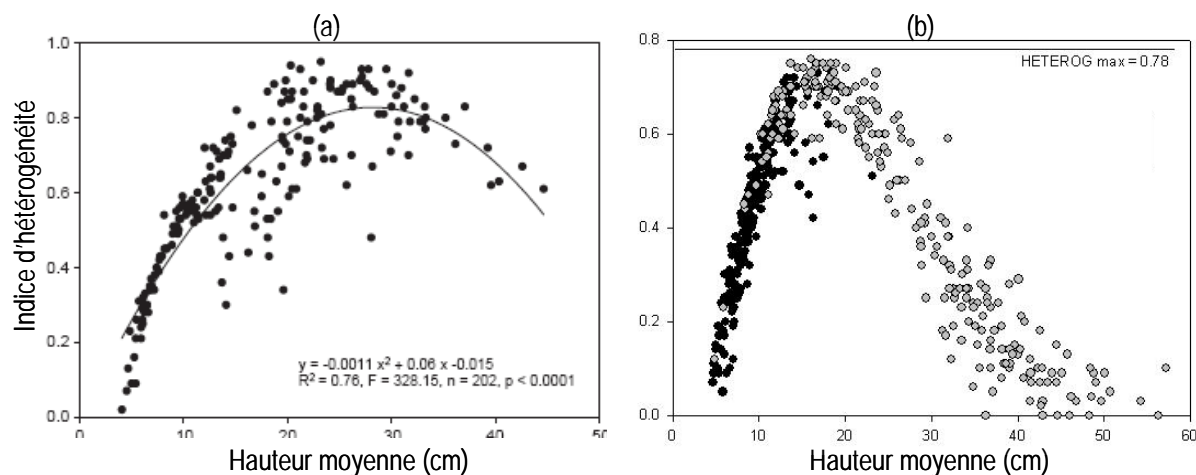 (a)
(b)
Indice d'hétérogénéité
1.0
0.8
0.6
0.4
0.2
0.0
y = -0.0011 x² + 0.06 x -0.015
R² = 0.76, F = 328.15, n = 202, p < 0.0001
0 10 20 30 40 50
Hauteur moyenne (cm)
0.8
0.6
0.4
0.2
0.0
HETEROG max = 0.78
0 10 20 30 40 50 60
Hauteur moyenne (cm)